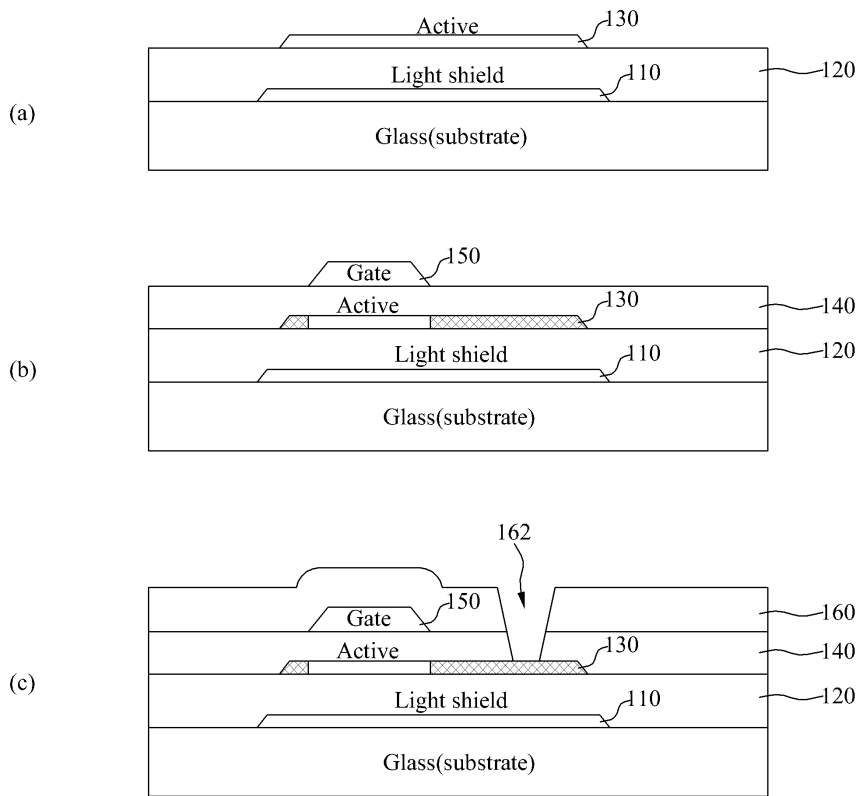 Active
130
Light shield
110
120
(a)
Glass(substrate)
150
Gate
130
Active
140
Light shield
110
120
(b)
Glass(substrate)
162
150
160
Gate
130
Active
140
(c)
Light shield
110
120
Glass(substrate)